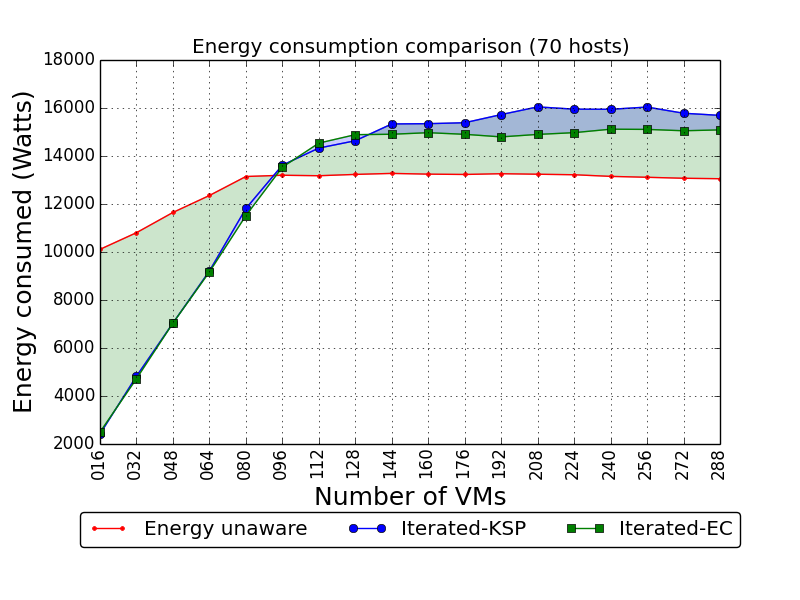 Energy consumption comparison (70 hosts)
18000
16000
14000
12000
10000
8000
6000
4000
2000
Energy consumed (Watts)
016 032 048 064 080 096 112 128 144 160 176 192 208 224 240 256 272 288
Number of VMs
Energy unaware Iterated-KSP Iterated-EC